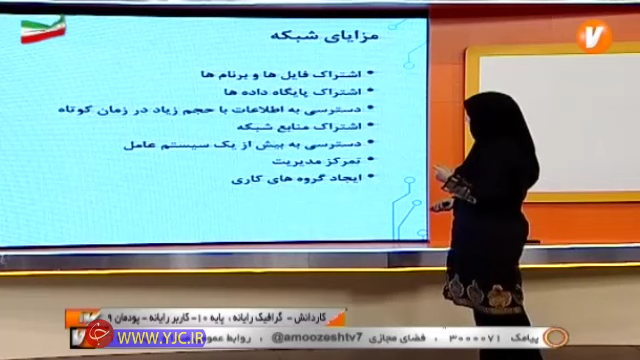 مزایای شبکه
• اشتراک فایل ها و برنام ها
• اشتراک پایگاه داده ها
• دسترسی به اطلاعات با حجم زیاد در زمان کوتاه
• اشتراک منابع شبکه
• دسترسی به بیش از یک سیستم عامل
• تمرکز مدیریت
• ایجاد گروه های کاری
کاردانش - گرافیک رایانه ، پایه ۱۰- کاربر رایانه - پودمان ۹
پیامک ۳۰۰۰۰۷۱ فضای مجازی @amoozeshtv7 روابط
WWW.YJC.IR